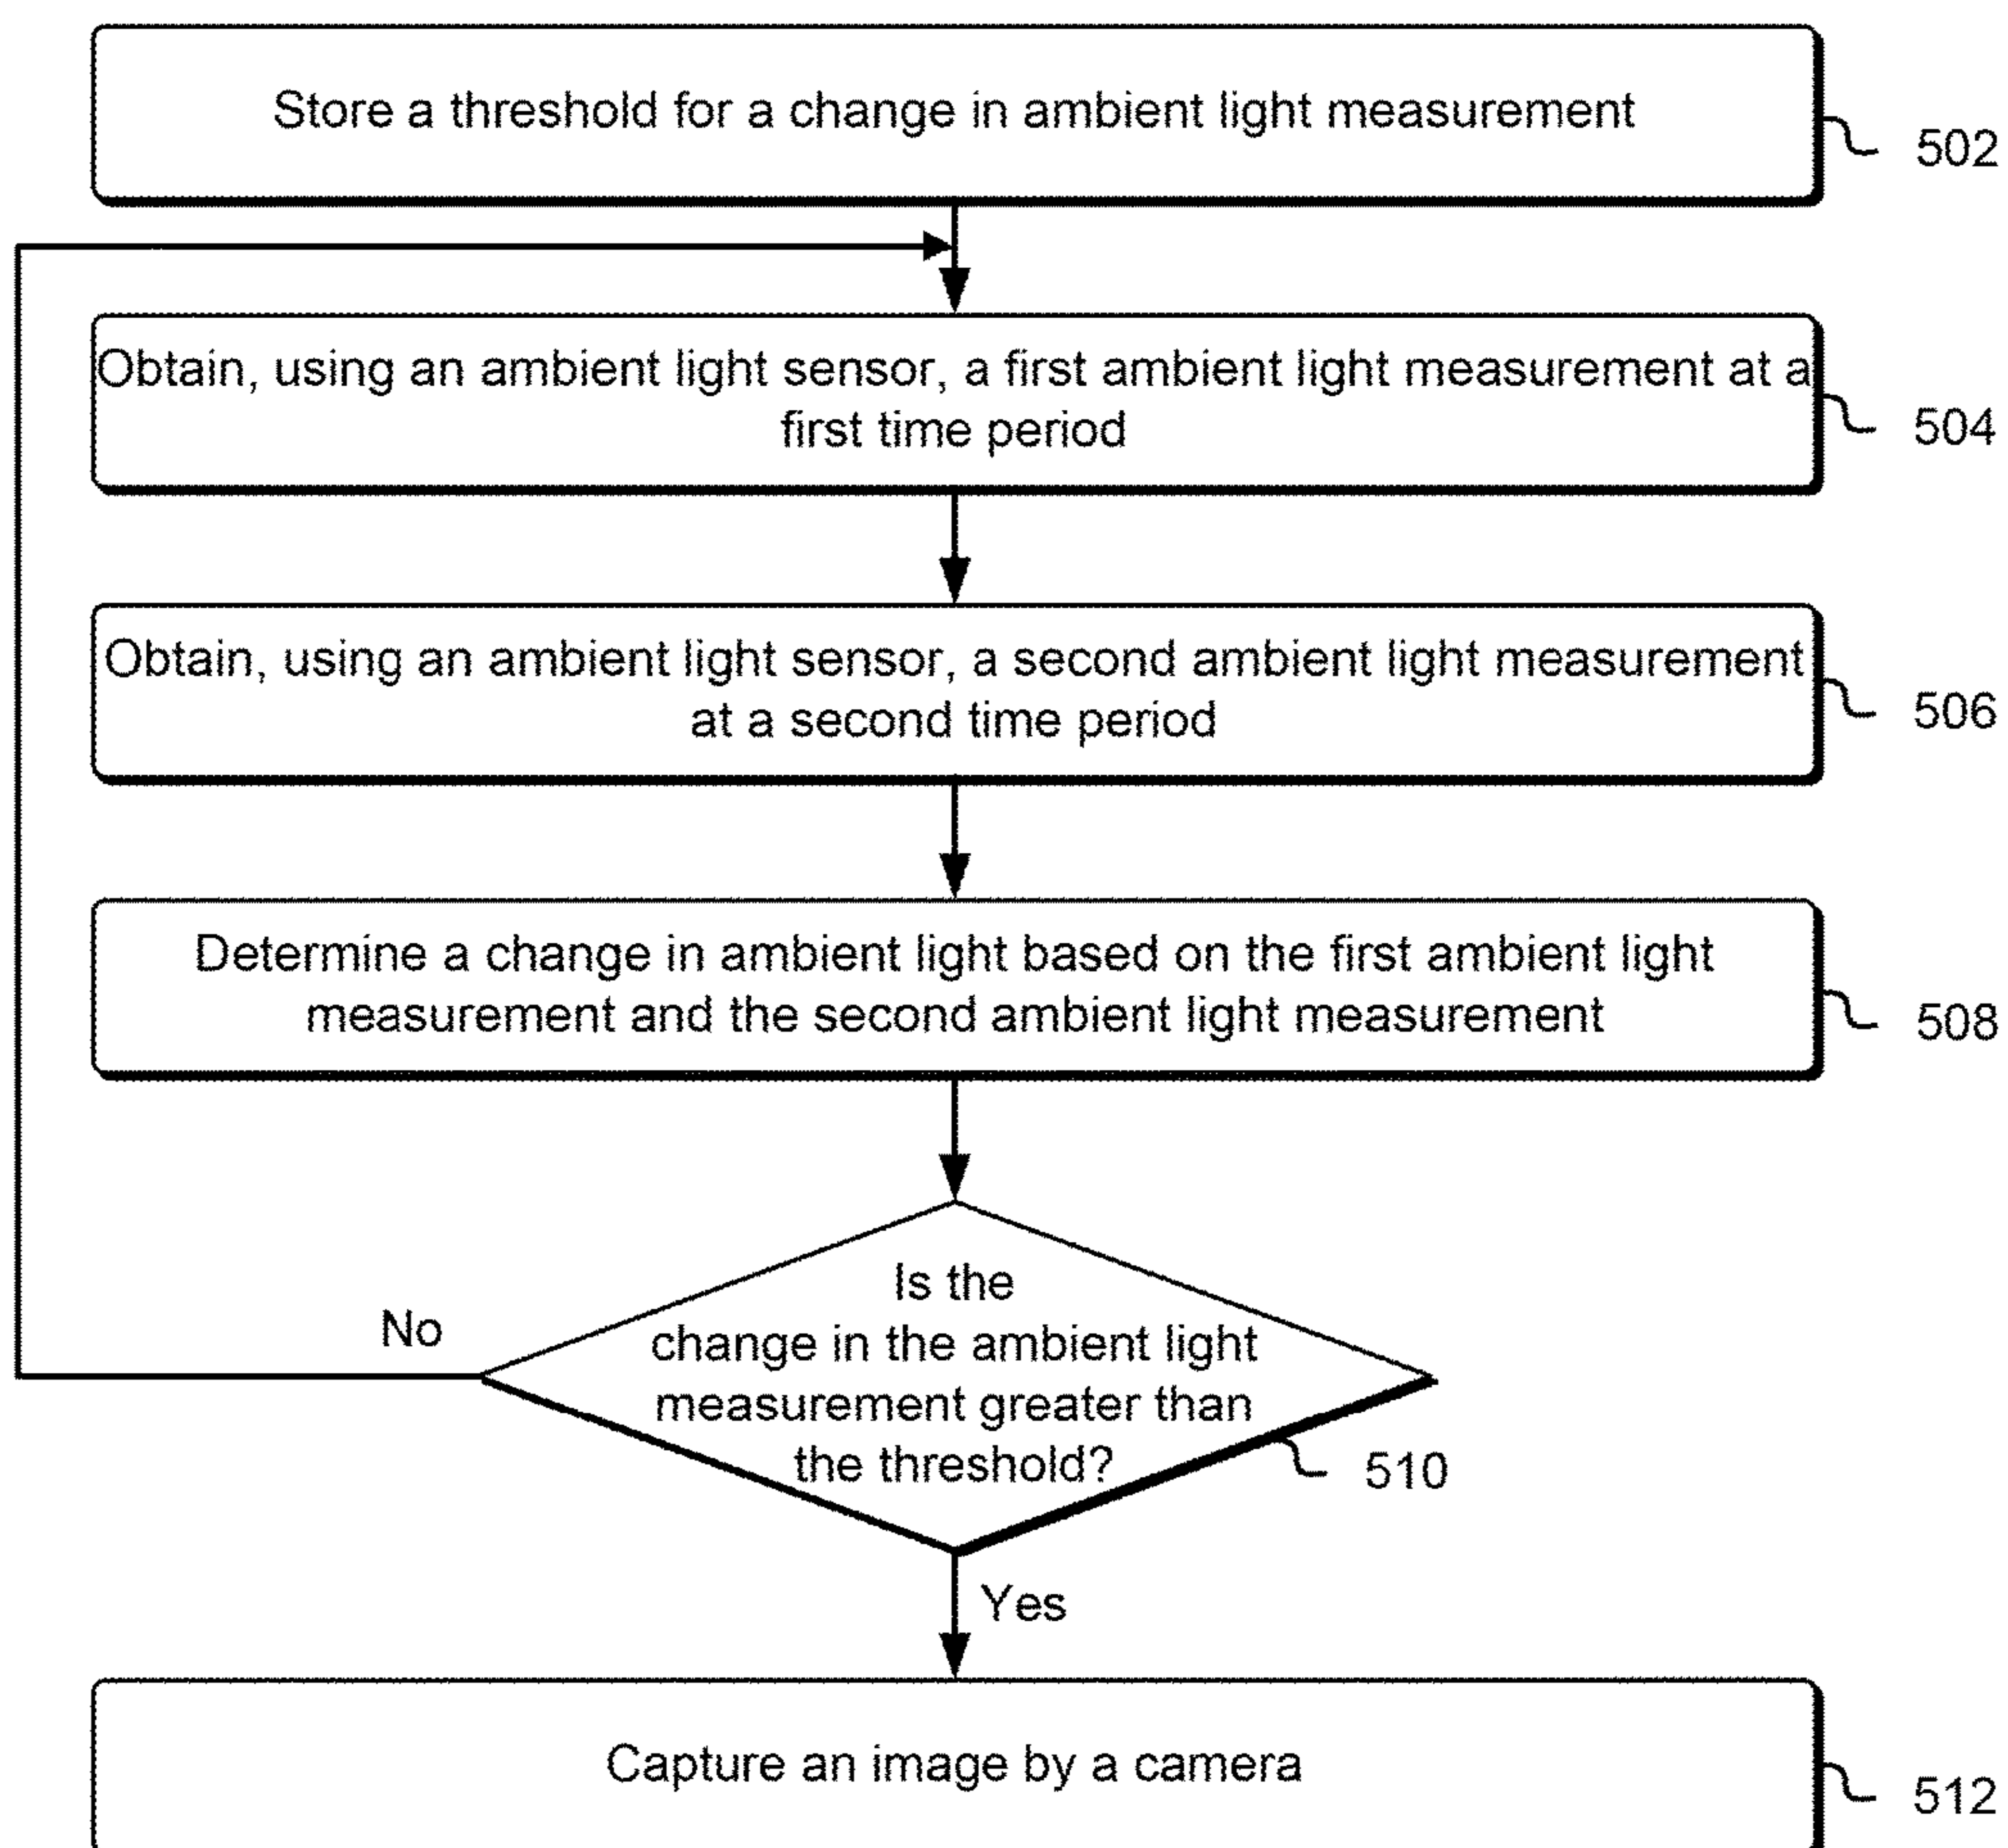 Store a threshold for a change in ambient light measurement
502
Obtain, using an ambient light sensor, a first ambient light measurement at a
first time period
504
Obtain, using an ambient light sensor, a second ambient light measurement
at a second time period
506
Determine a change in ambient light based on the first ambient light
measurement and the second ambient light measurement
508
Is the
change in the ambient light
measurement greater than
the threshold?
510
No
Yes
Capture an image by a camera
512